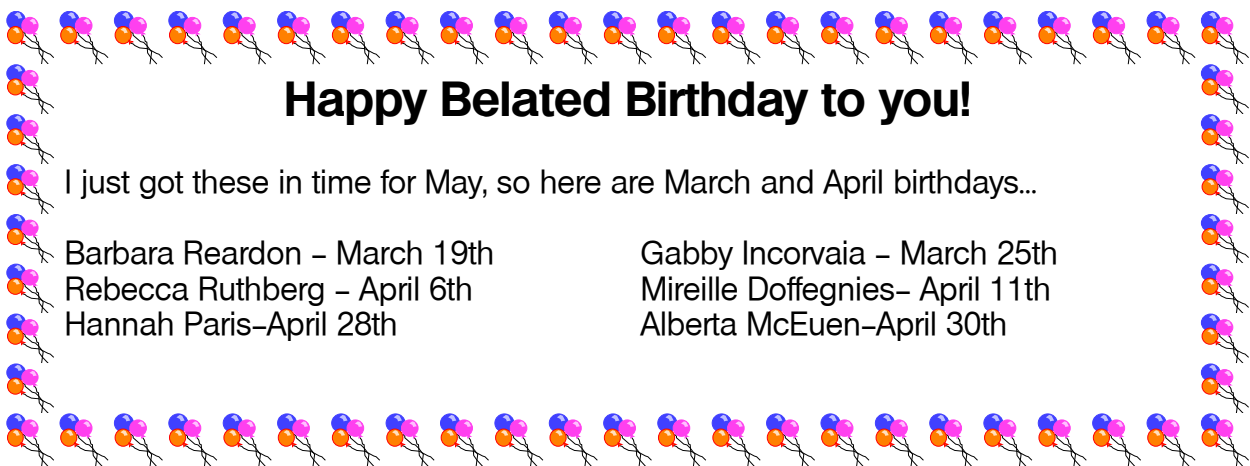 Happy Belated Birthday to you!
I just got these in time for May, so here are March and April birthdays...
Barbara Reardon – March 19th
Gabby Incorvaia – March 25th
Rebecca Ruthberg – April 6th
Mireille Doffegnies– April 11th
Hannah Paris–April 28th
Alberta McEuen–April 30th